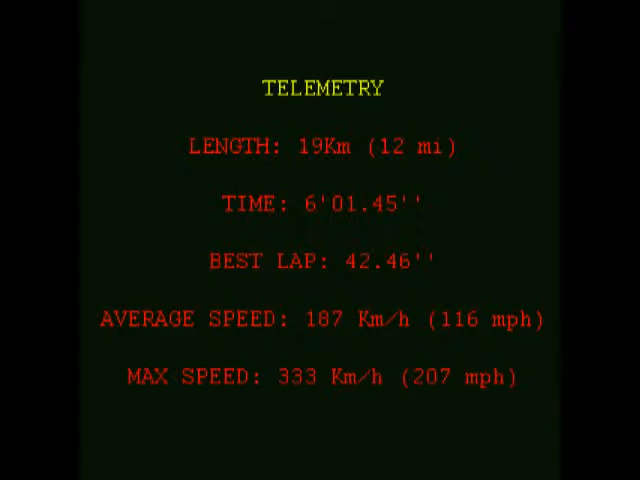 TELEMETRY
LENGTH: 19Km (12 mi)
TIME: 6'01.45''
BEST LAP: 42.46''
AVERAGE SPEED: 187 Km/h (116 mph)
MAX SPEED: 333 Km/h (207 mph)